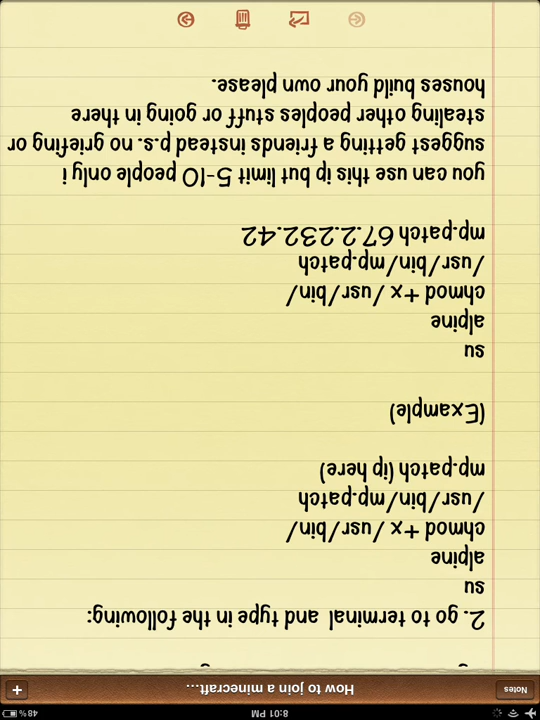 8:01 PM 48%
Notes How to join a minecraft... +
2. go to terminal and type in the following:
su
alpine
chmod +x /usr/bin/
/usr/bin/mp.patch
mp.patch (ip here)
(Example)
su
alpine
chmod +x /usr/bin/
/usr/bin/mp.patch
mp.patch 67.2.232.42
you can use this ip but limit 5-10 people only i
suggest getting a friends instead p.s. no griefing or
stealing other peoples stuff or going in there
houses build your own please.